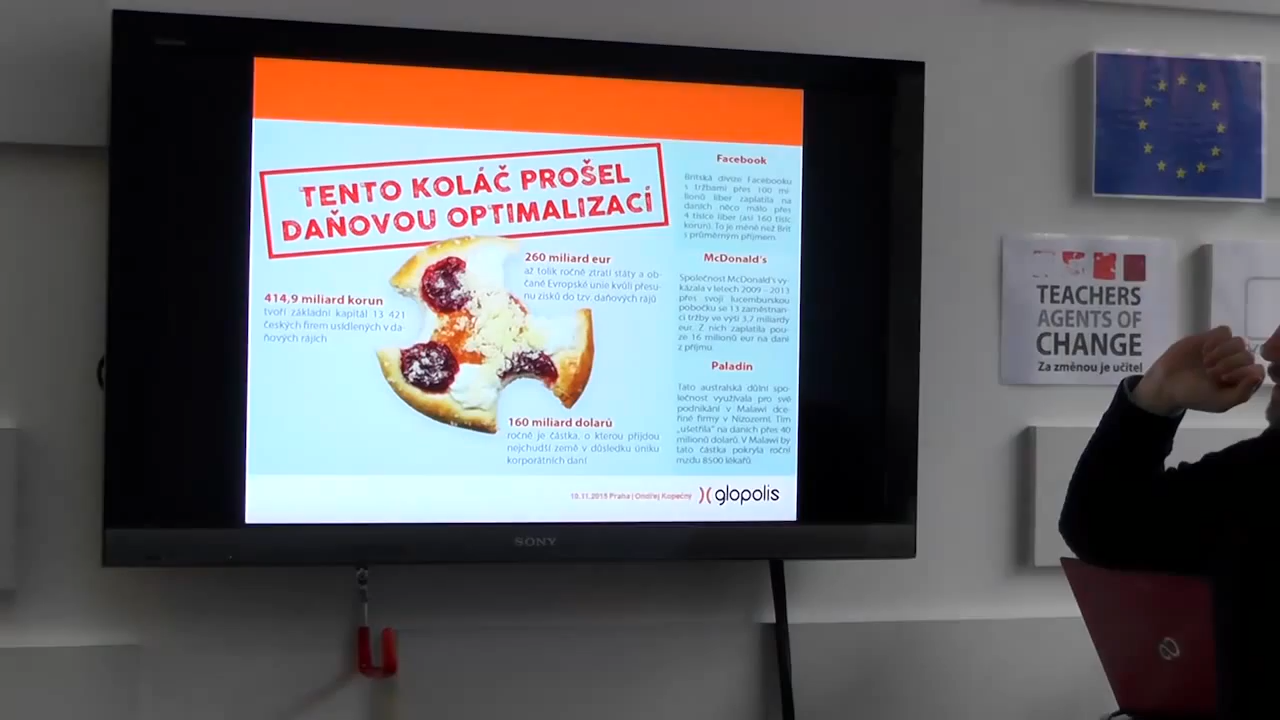 TENTO KOLÁČ PROŠEL
DAŇOVOU OPTIMALIZACÍ
414,9 miliard korun
tvoří základní kapitál 13 421
českých firem usídlených v da-
ňových rájích
260 miliard eur
až tolik ročně ztratí státy a ob-
čané Evropské unie kvůli přesu-
nu zisků do tzv. daňových rájů
160 miliard dolarů
ročně je částka, o kterou přijdou
nejchudší země v důsledku úniku
korporátních daní
Facebook
Britská divize Facebooku
s tržbami přes 100 mi-
lionů liber zaplatila na
daních něco málo přes
4 tisíce liber (asi 160 tisíc
korun). To je méně než Brit
s průměrným příjmem.
McDonald's
Společnost McDonald's vy-
kázala v letech 2009 - 2013
přes svoji lucemburskou
pobočku se 13 zaměstnan-
ci tržby ve výši 3,7 miliardy
eur. Z nich zaplatila pou-
ze 16 milionů eur na dani
z příjmu.
Paladin
Tato australská důlní spo-
lečnost využívala pro své
podnikání v Malawi dce-
řiné firmy v Nizozemí. Tím
„ušetřila" na daních přes 40
milionů dolarů. V Malawi by
tato částka pokryla roční
mzdu 8500 lékařů.
10.11.2015 Praha | Ondřej Kopečný
glopolis
SONY
TEACHERS
AGENTS OF
CHANGE
Za změnou je učitel